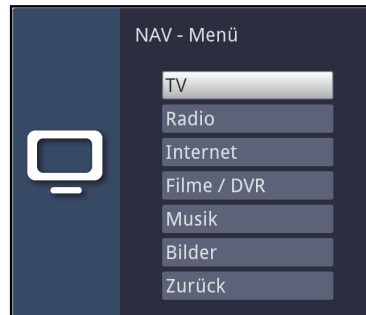 NAV - Menü
TV
Radio
Internet
Filme / DVR
Musik
Bilder
Zurück